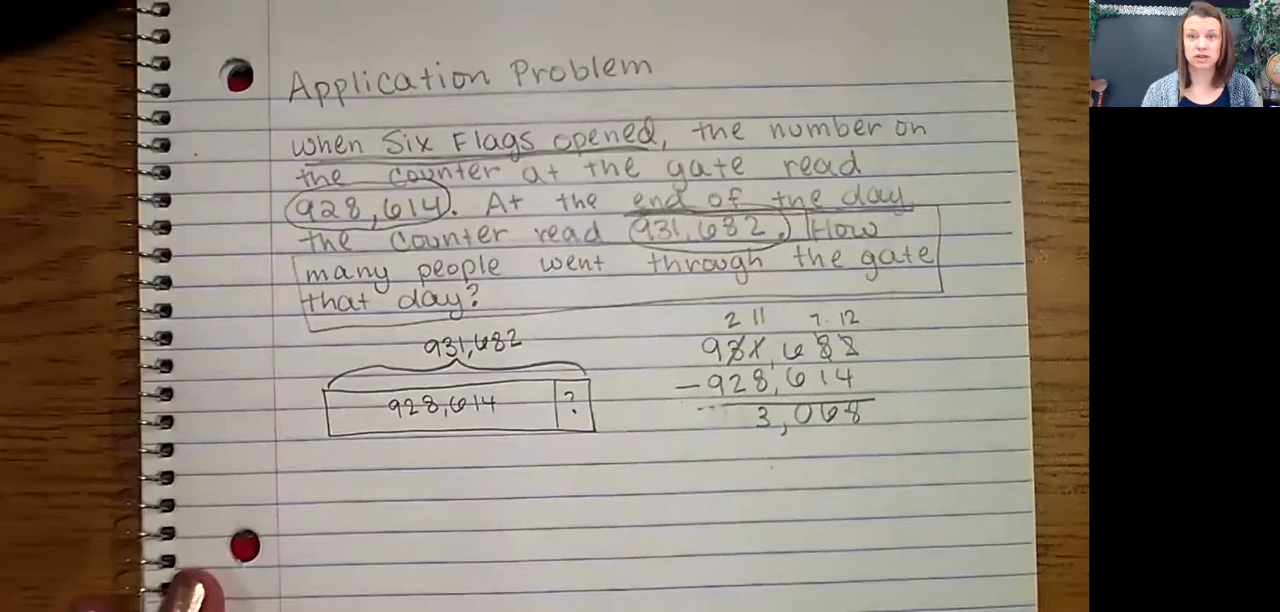 Application Problem
When Six Flags opened, the number on
the counter at the gate read
928,614. At the end of the day
the counter read 931,682. How
many people went through the gate
that day?
931,682
928,614 ?
2 11 7 12
931,682
-928,614
3,068